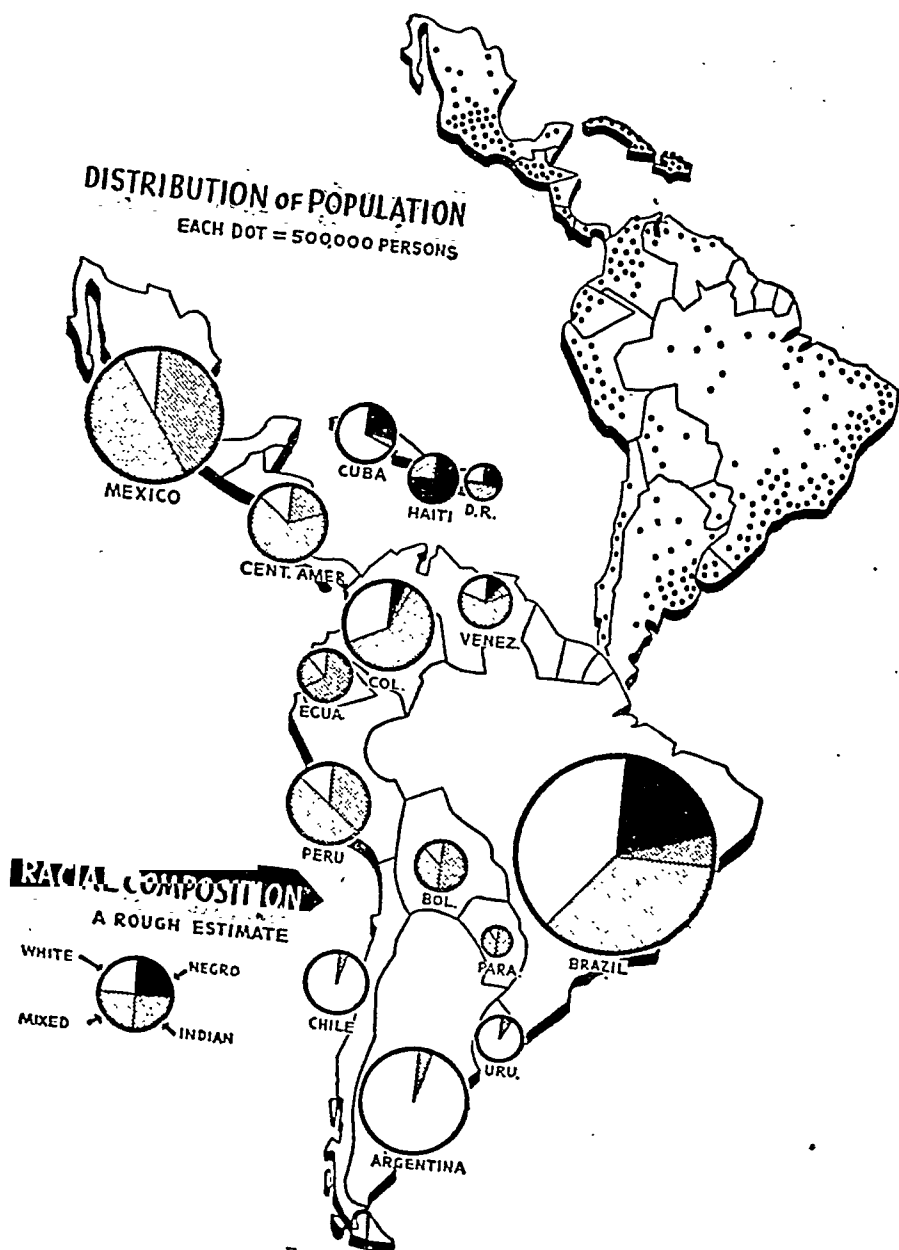 DISTRIBUTION OF POPULATION
EACH DOT = 500,000 PERSONS
MEXICO
CUBA
HAITI
D.R.
CENT. AMER.
VENEZ.
COL.
ECUA.
PERU
BOL.
PARA.
BRAZIL
RACIAL COMPOSITION
A ROUGH ESTIMATE
WHITE
NEGRO
MIXED
INDIAN
CHILE
URU.
ARGENTINA